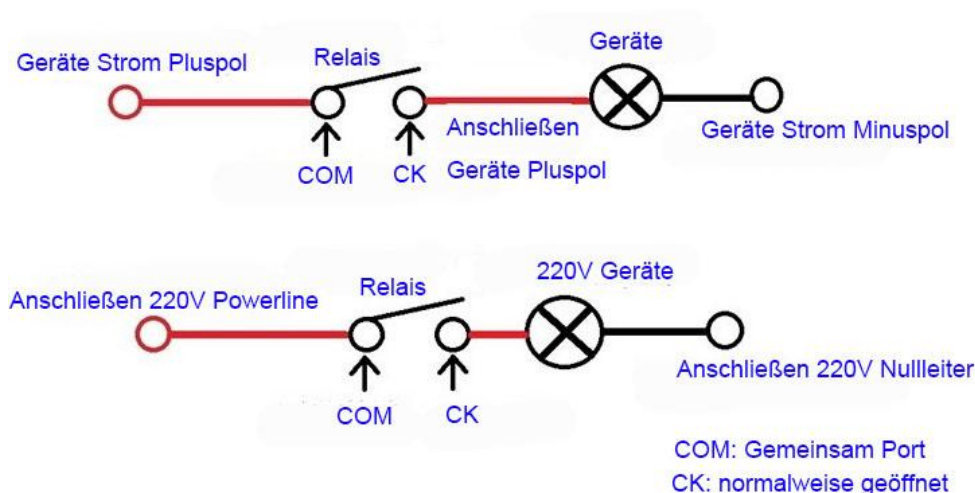 Geräte Strom Pluspol
Relais
Geräte
COM
CK
Anschließen
Geräte Pluspol
Geräte Strom Minuspol
Anschließen 220V Powerline
Relais
220V Geräte
COM
CK
Anschließen 220V Nullleiter
COM: Gemeinsam Port
CK: normalweise geöffnet